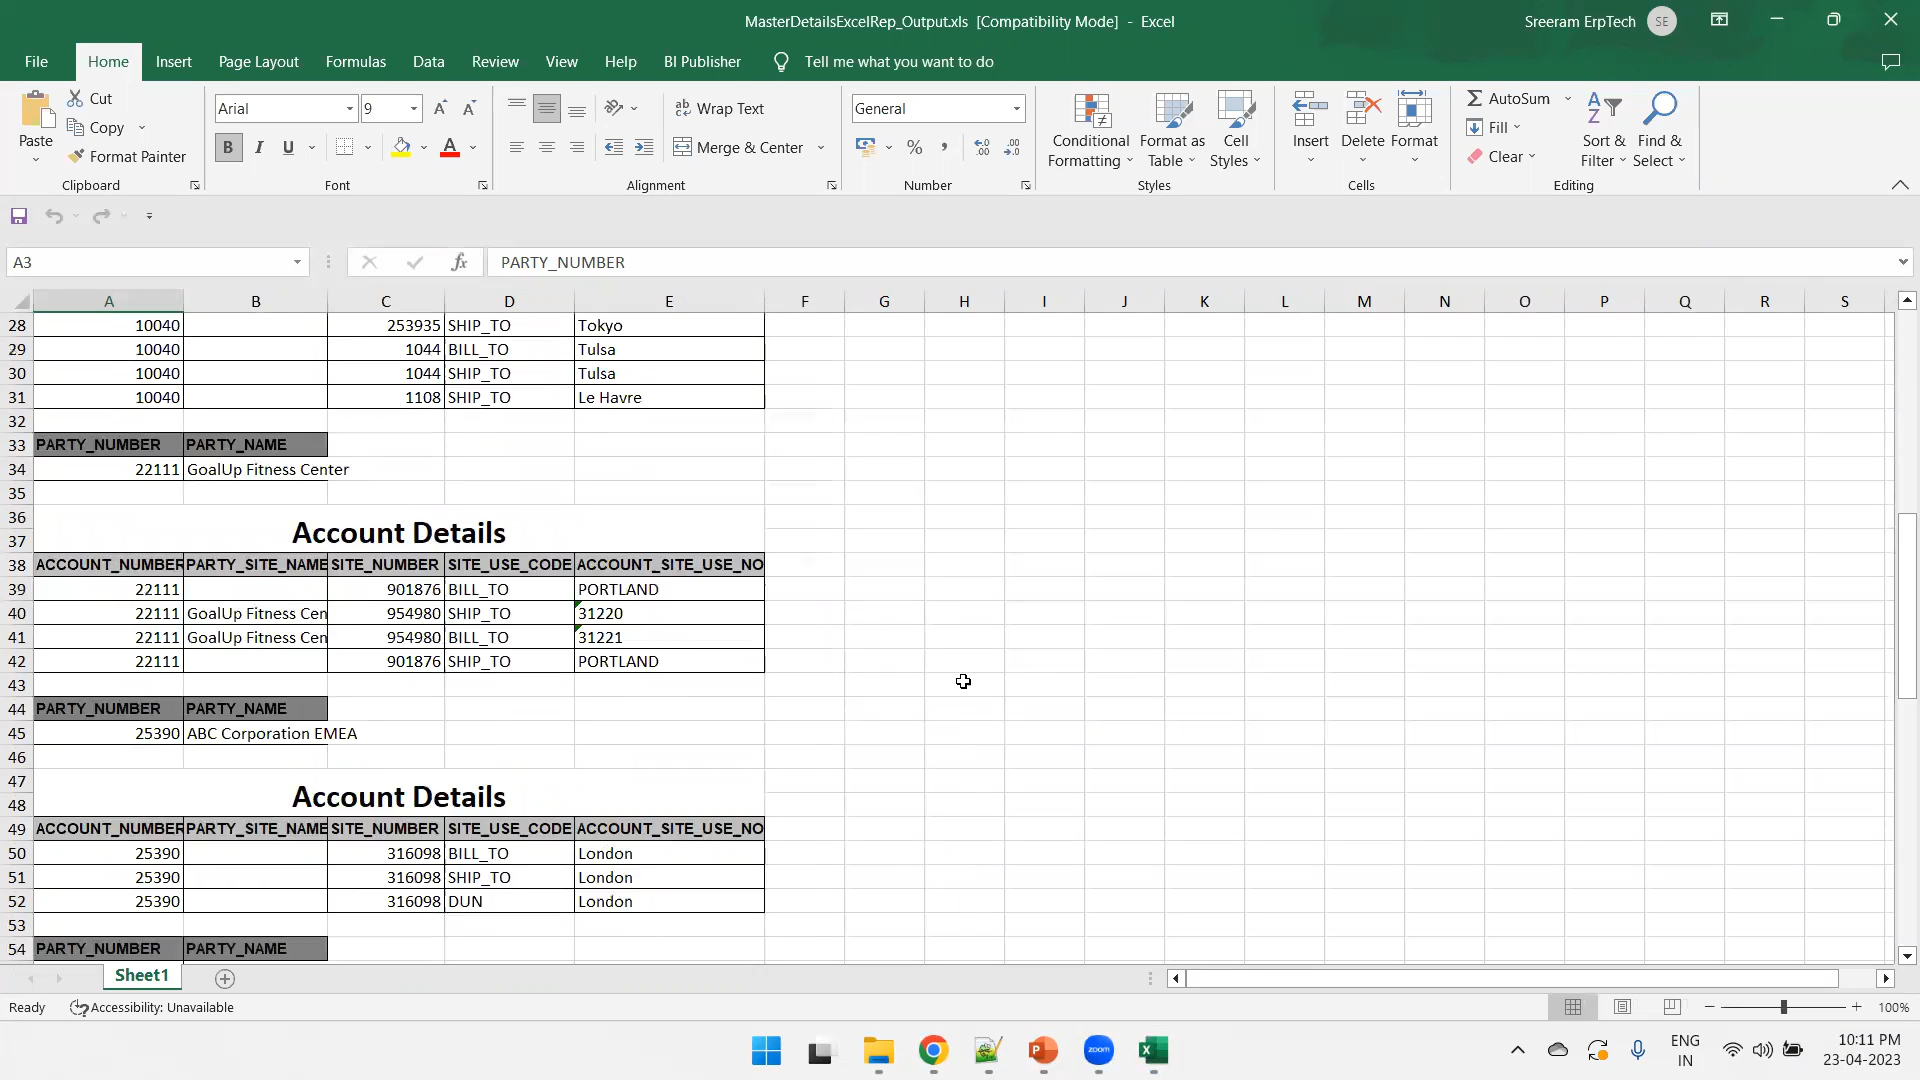 MasterDetailsExcelRep_Output.xls [Compatibility Mode] - Excel
Sreeram ErpTech SE
File Home Insert Page Layout Formulas Data Review View Help BI Publisher Tell me what you want to do
Paste
Cut
Copy
Format Painter
Clipboard
Arial 9
B I U
Font
Wrap Text
Merge & Center
Alignment
General
Number
Conditional Formatting
Format as Table
Cell Styles
Styles
Insert
Delete
Format
Cells
AutoSum
Fill
Clear
Sort & Filter
Find & Select
Editing
A3 fx PARTY_NUMBER
A B C D E F G H I J K L M N O P Q R S
28 10040 253935 SHIP_TO Tokyo
29 10040 1044 BILL_TO Tulsa
30 10040 1044 SHIP_TO Tulsa
31 10040 1108 SHIP_TO Le Havre
32
33 PARTY_NUMBER PARTY_NAME
34 22111 GoalUp Fitness Center
35
36
Account Details
37
38 ACCOUNT_NUMBER PARTY_SITE_NAME SITE_NUMBER SITE_USE_CODE ACCOUNT_SITE_USE_NO
39 22111 901876 BILL_TO PORTLAND
40 22111 GoalUp Fitness Cen 954980 SHIP_TO 31220
41 22111 GoalUp Fitness Cen 954980 BILL_TO 31221
42 22111 901876 SHIP_TO PORTLAND
43
44 PARTY_NUMBER PARTY_NAME
45 25390 ABC Corporation EMEA
46
47
Account Details
48
49 ACCOUNT_NUMBER PARTY_SITE_NAME SITE_NUMBER SITE_USE_CODE ACCOUNT_SITE_USE_NO
50 25390 316098 BILL_TO London
51 25390 316098 SHIP_TO London
52 25390 316098 DUN London
53
54 PARTY_NUMBER PARTY_NAME
Sheet1
Ready Accessibility: Unavailable 100%
zoom
ENG
IN
10:11 PM
23-04-2023